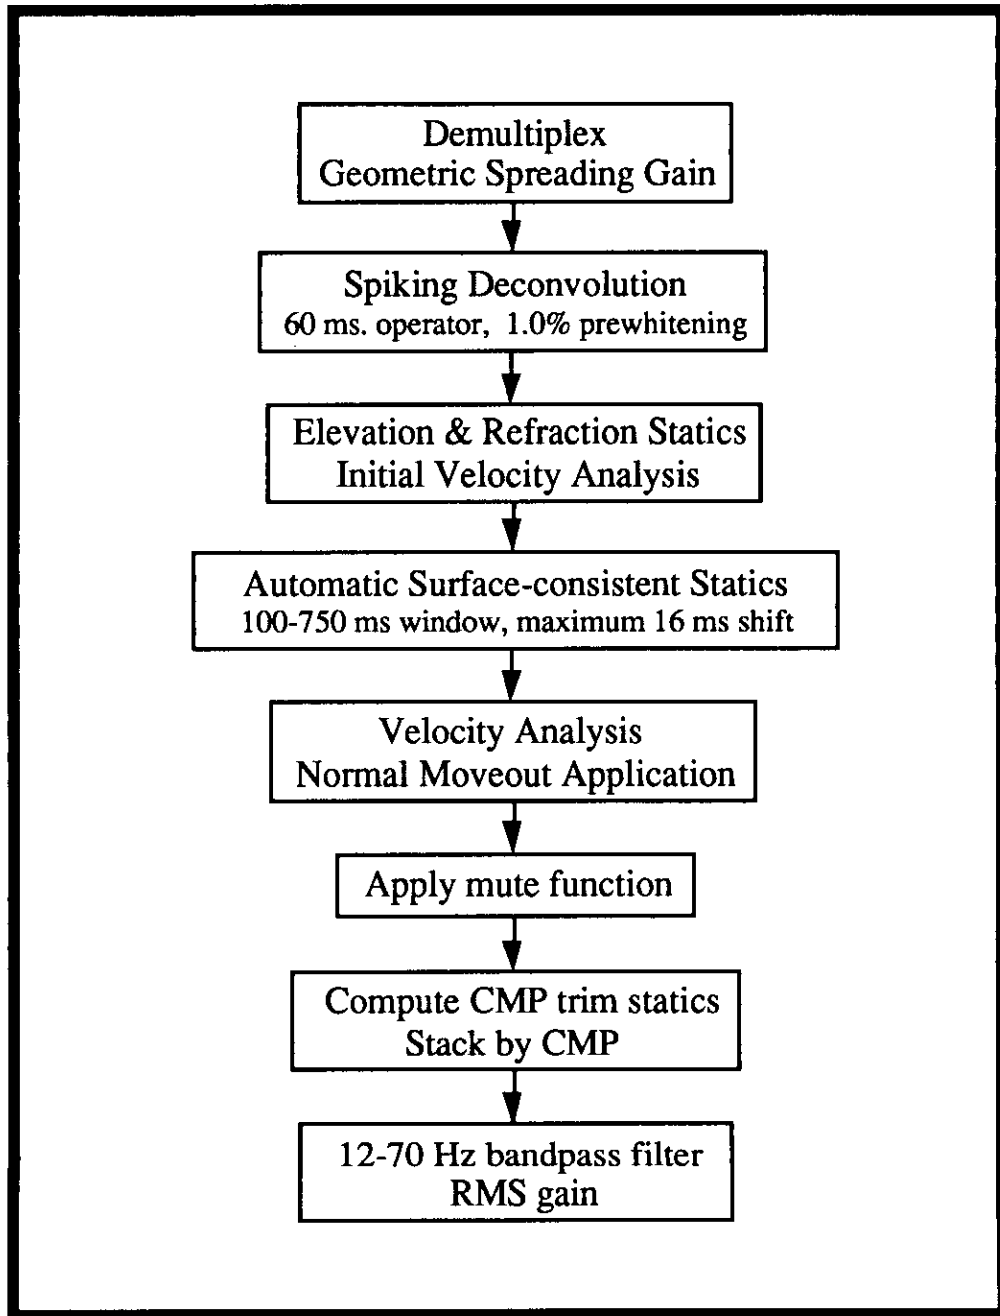 Demultiplex
Geometric Spreading Gain
Spiking Deconvolution
60 ms. operator, 1.0% prewhitening
Elevation & Refraction Statics
Initial Velocity Analysis
Automatic Surface-consistent Statics
100-750 ms window, maximum 16 ms shift
Velocity Analysis
Normal Moveout Application
Apply mute function
Compute CMP trim statics
Stack by CMP
12-70 Hz bandpass filter
RMS gain